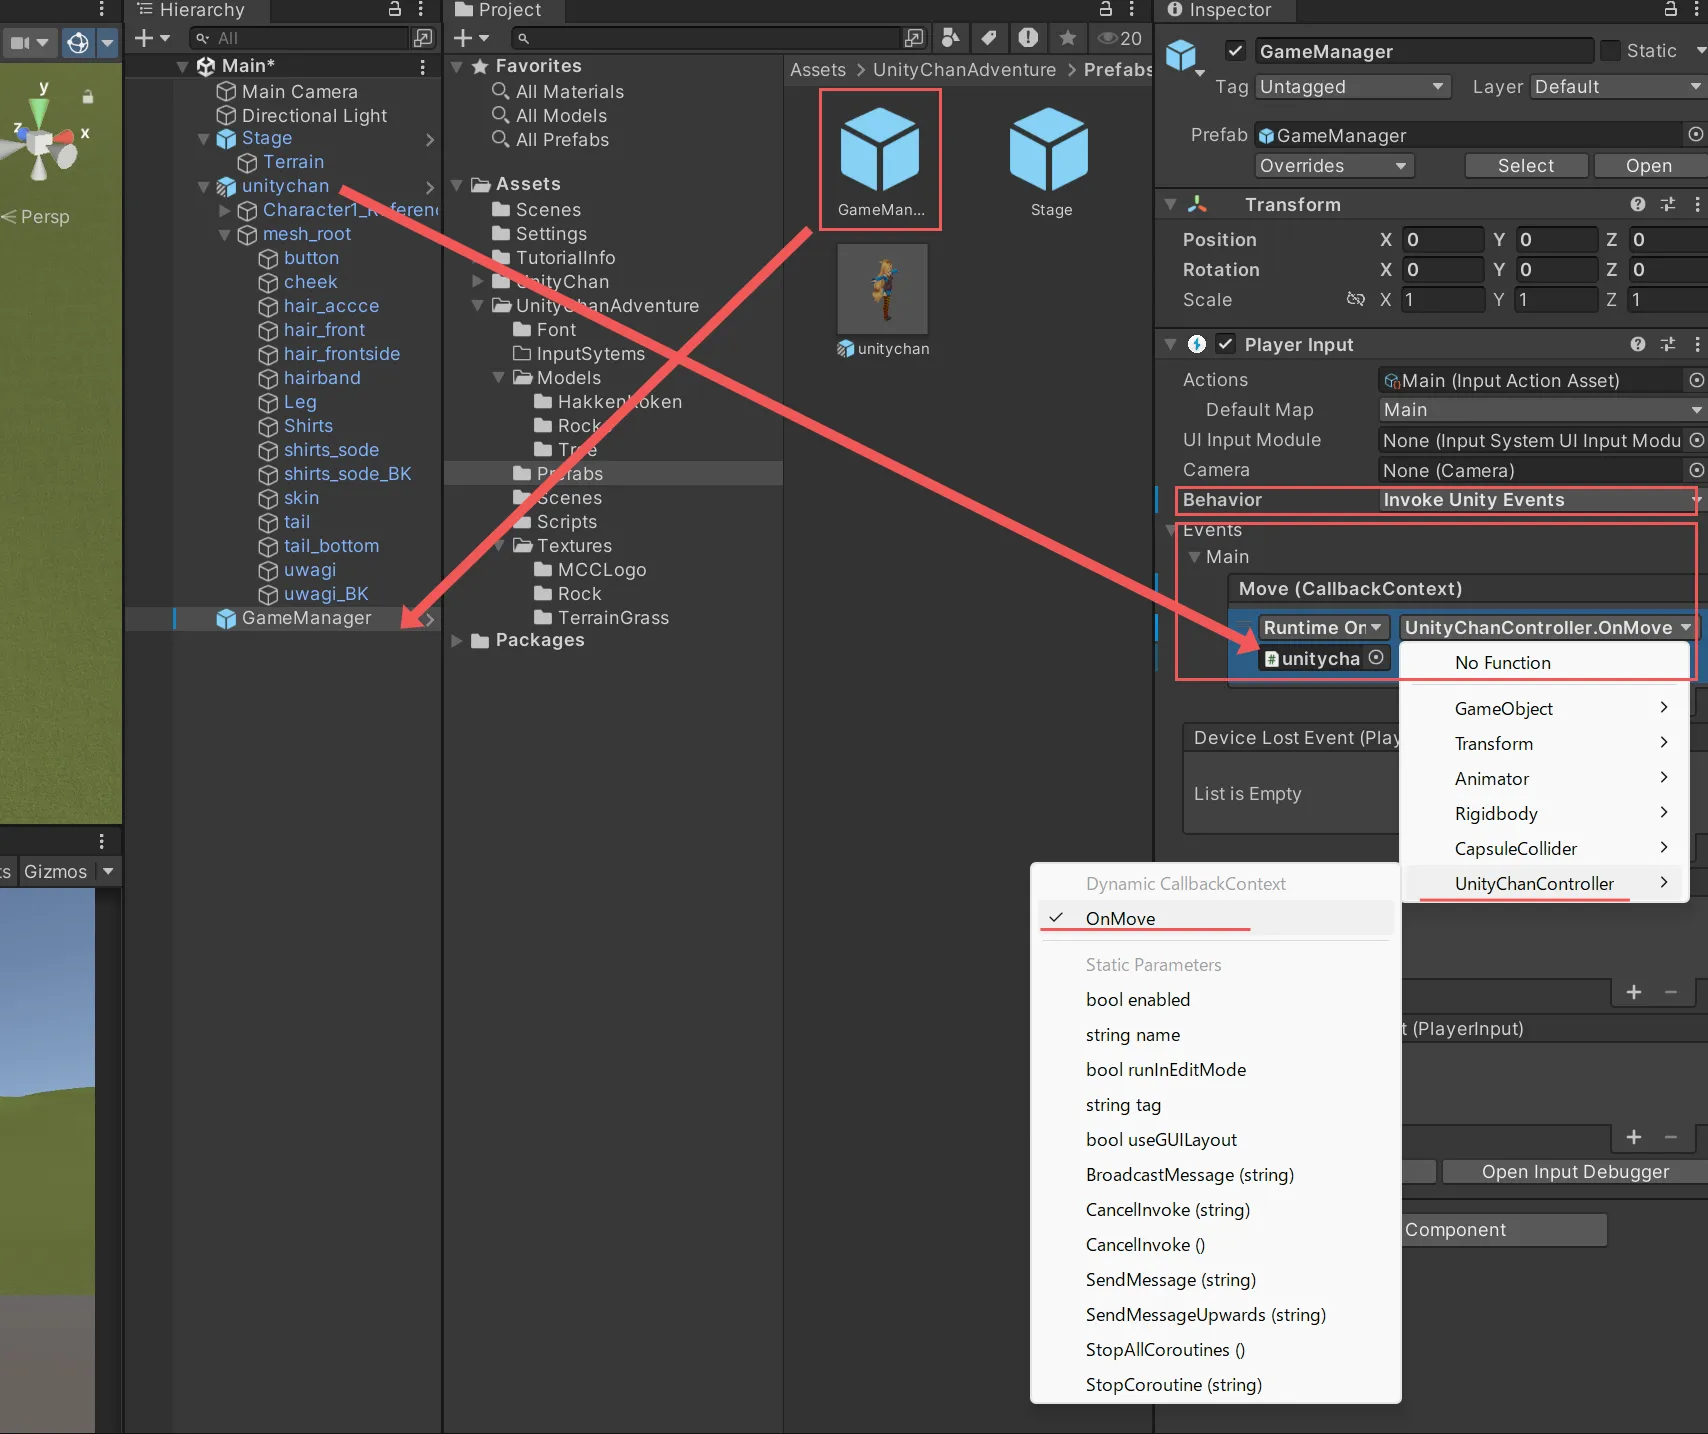 Hierarchy
All
Main*
Main Camera
Directional Light
Stage
Terrain
unitychan
mesh_root
button
cheek
hair_accce
hair_front
hair_frontside
hairband
Leg
Shirts
shirts_sode
shirts_sode_BK
skin
tail
tail_bottom
uwagi
uwagi_BK
GameManager
y
z
x
Persp
Gizmos
Project
20
Favorites
All Materials
All Models
All Prefabs
Assets
Scenes
Settings
TutorialInfo
UnityChan
UnityChanAdventure
Font
InputSytems
Models
Rock
Tree
Prefabs
Scenes
Scripts
Textures
MCCLogo
Rock
TerrainGrass
Packages
Assets > UnityChanAdventure > Prefabs
GameMan...
Stage
unitychan
Inspector
GameManager
Static
Tag
Untagged
Layer
Default
Prefab
GameManager
Overrides
Select
Open
Transform
Position
X 0 Y 0 Z 0
Rotation
X 0 Y 0 Z 0
Scale
X 1 Y 1 Z 1
Player Input
Actions
Main (Input Action Asset)
Default Map
Main
UI Input Module
None (Input System UI Input Modu
Camera
None (Camera)
Behavior
Invoke Unity Events
Events
Main
Move (CallbackContext)
Runtime On
UnityChanController.OnMove
unitycha
No Function
GameObject
Transform
Animator
Rigidbody
CapsuleCollider
UnityChanController
Device Lost Event (Play
List is Empty
Dynamic CallbackContext
OnMove
Static Parameters
bool enabled
string name
bool runInEditMode
string tag
bool useGUILayout
BroadcastMessage (string)
CancelInvoke (string)
CancelInvoke ()
SendMessage (string)
SendMessageUpwards (string)
StopAllCoroutines ()
StopCoroutine (string)
t (PlayerInput)
Open Input Debugger
Component